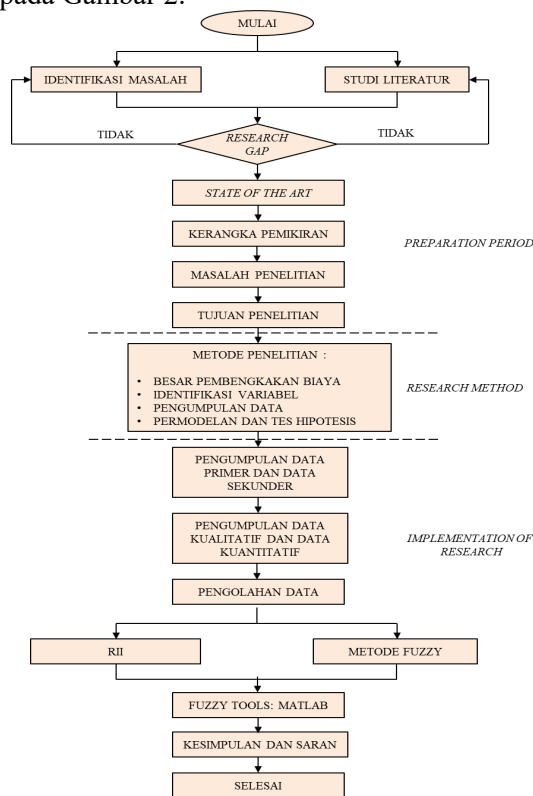 pada Gambar 2.
MULAI
IDENTIFIKASI MASALAH
STUDI LITERATUR
TIDAK
RESEARCH
GAP
TIDAK
STATE OF THE ART
KERANGKA PEMIKIRAN
PREPARATION PERIOD
MASALAH PENELITIAN
TUJUAN PENELITIAN
METODE PENELITIAN :
• BESAR PEMBENGKAKAN BIAYA
• IDENTIFIKASI VARIABEL
• PENGUMPULAN DATA
• PERMODELAN DAN TES HIPOTESIS
RESEARCH METHOD
PENGUMPULAN DATA
PRIMER DAN DATA
SEKUNDER
PENGUMPULAN DATA
KUALITATIF DAN DATA
KUANTITATIF
IMPLEMENTATION OF
RESEARCH
PENGOLAHAN DATA
RII
METODE FUZZY
FUZZY TOOLS: MATLAB
KESIMPULAN DAN SARAN
SELESAI